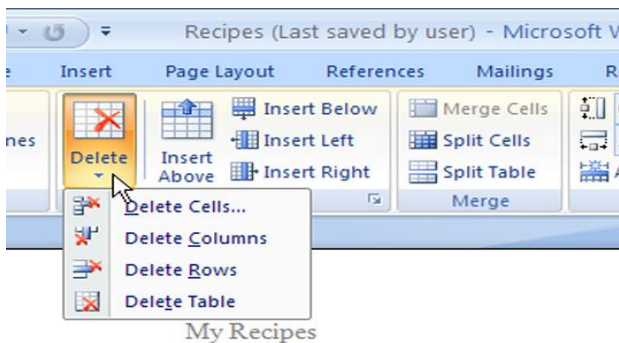 Recipes (Last saved by user) - Microsoft
Insert Page Layout References Mailings
Delete
Insert Above
Insert Below
Insert Left
Insert Right
Merge Cells
Split Cells
Split Table
Merge
Delete Cells...
Delete Columns
Delete Rows
Delete Table
My Recipes